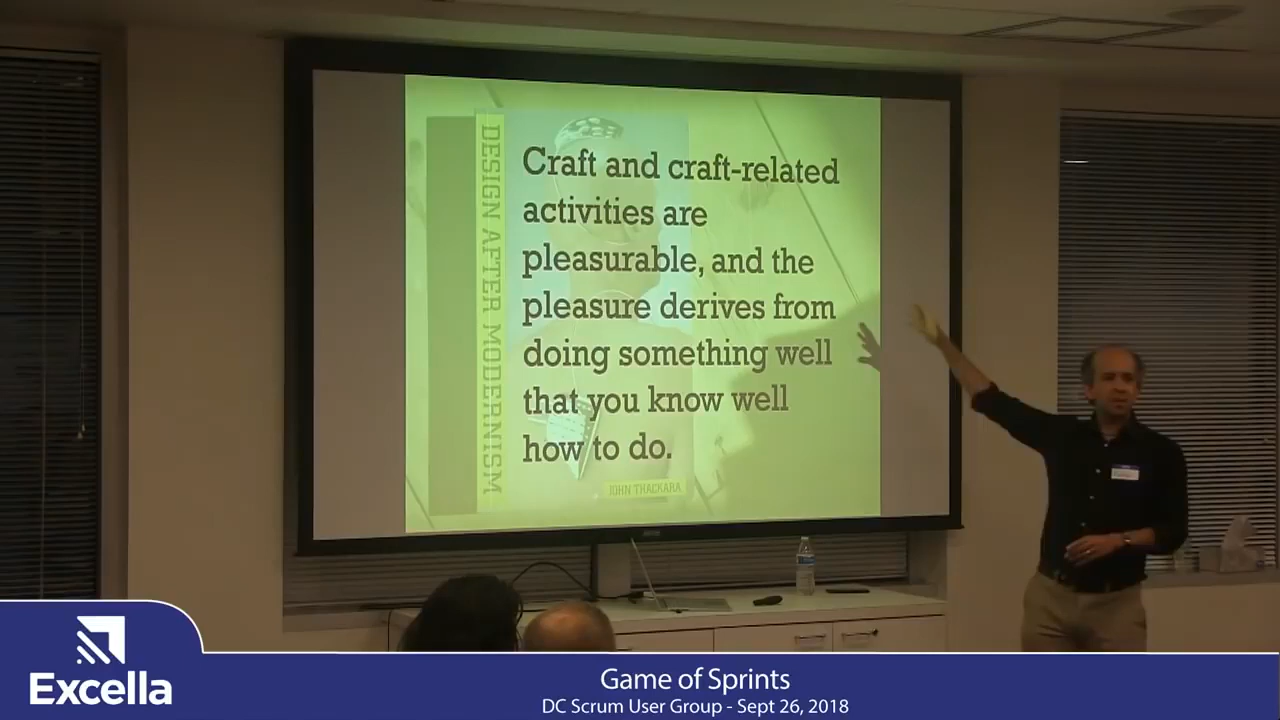 DESIGN AFTER MODERNISM
Craft and craft-related
activities are
pleasurable, and the
pleasure derives from
doing something well
that you know well
how to do.
JOHN THACKARA
Excella
Game of Sprints
DC Scrum User Group - Sept 26, 2018